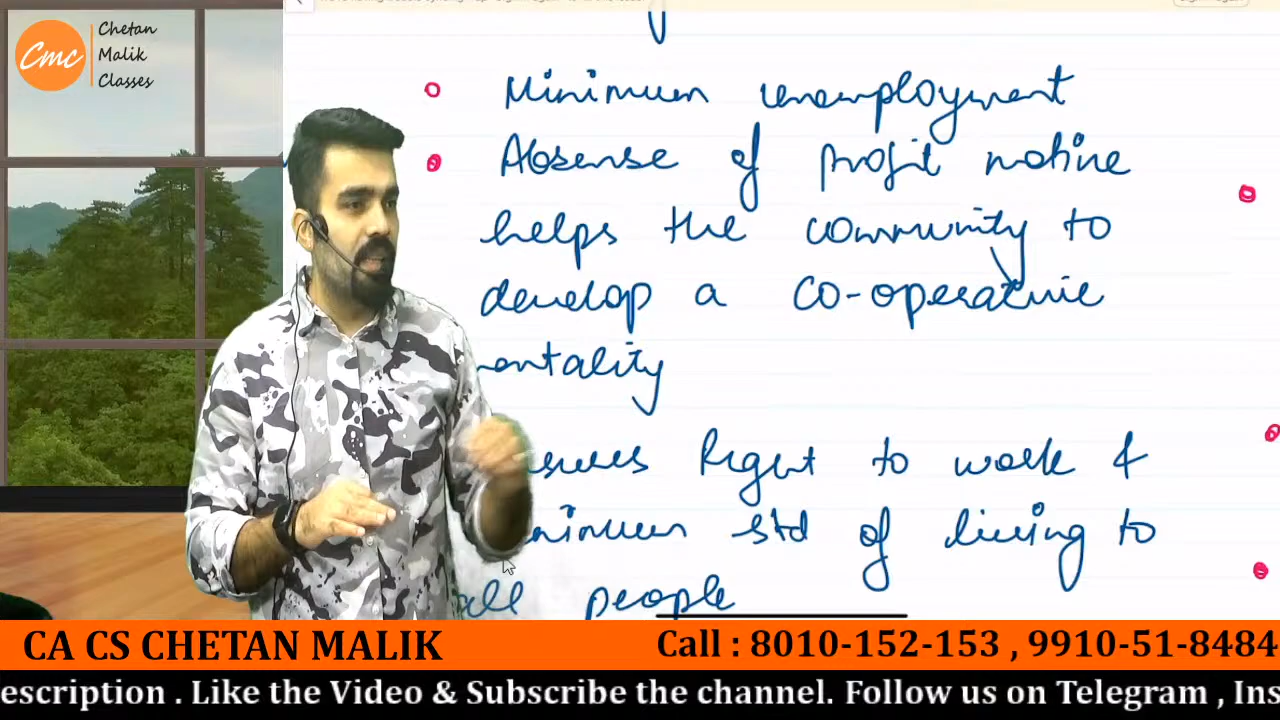 Cmc
Chetan
Malik
Classes
Minimum unemployment
Absense of profit motive
helps the community to
develop a co-operative
mentality
Right to work &
std of living to
all people
CA CS CHETAN MALIK
Call : 8010-152-153 , 9910-51-8484
escription . Like the Video & Subscribe the channel. Follow us on Telegram , Ins